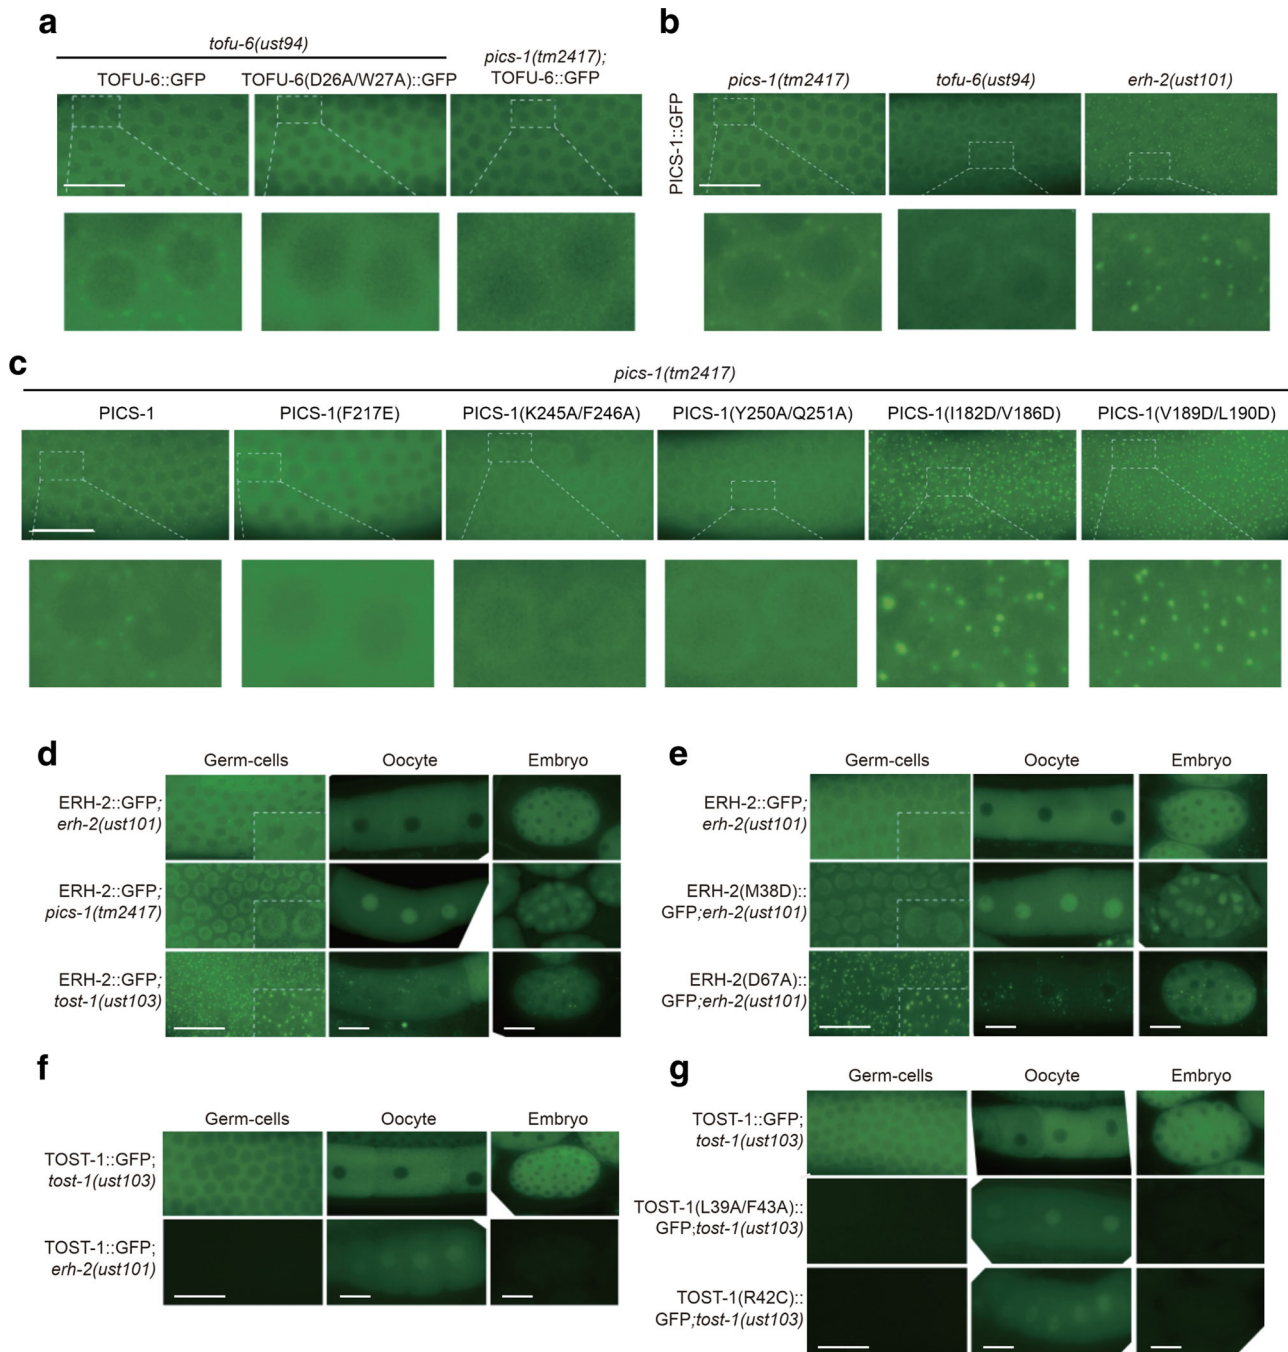 a
tofu-6(ust94)
TOFU-6::GFP
TOFU-6(D26A/W27A)::GFP
pics-1(tm2417);
TOFU-6::GFP
b
PICS-1::GFP
pics-1(tm2417)
tofu-6(ust94)
erh-2(ust101)
c
pics-1(tm2417)
PICS-1
PICS-1(F217E)
PICS-1(K245A/F246A)
PICS-1(Y250A/Q251A)
PICS-1(I182D/V186D)
PICS-1(V189D/L190D)
d
Germ-cells
Oocyte
Embryo
ERH-2::GFP;
erh-2(ust101)
ERH-2::GFP;
pics-1(tm2417)
ERH-2::GFP;
tost-1(ust103)
e
Germ-cells
Oocyte
Embryo
ERH-2::GFP;
erh-2(ust101)
ERH-2(M38D)::
GFP;erh-2(ust101)
ERH-2(D67A)::
GFP;erh-2(ust101)
f
Germ-cells
Oocyte
Embryo
TOST-1::GFP;
tost-1(ust103)
TOST-1::GFP;
erh-2(ust101)
g
Germ-cells
Oocyte
Embryo
TOST-1::GFP;
tost-1(ust103)
TOST-1(L39A/F43A)::
GFP;tost-1(ust103)
TOST-1(R42C)::
GFP;tost-1(ust103)